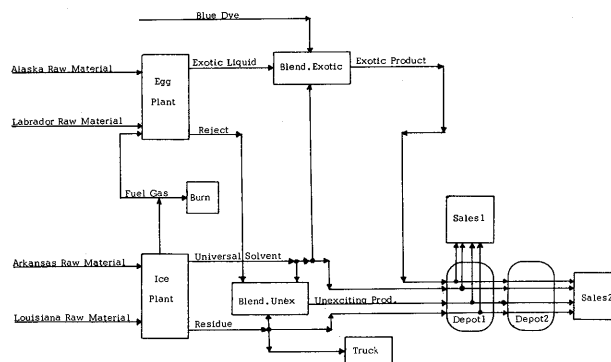 Blue Dye
Alaska Raw Material
Exotic Liquid
Blend.Exotic
Exotic Product
Egg
Plant
Labrador Raw Material
Reject
Fuel Gas
Burn
Sales1
Arkansas Raw Material
Universal Solvent
Ice
Plant
Blend.Unex
Unexciting Prod.
Sales2
Louisiana Raw Material
Residue
Depot1
Depot2
Truck